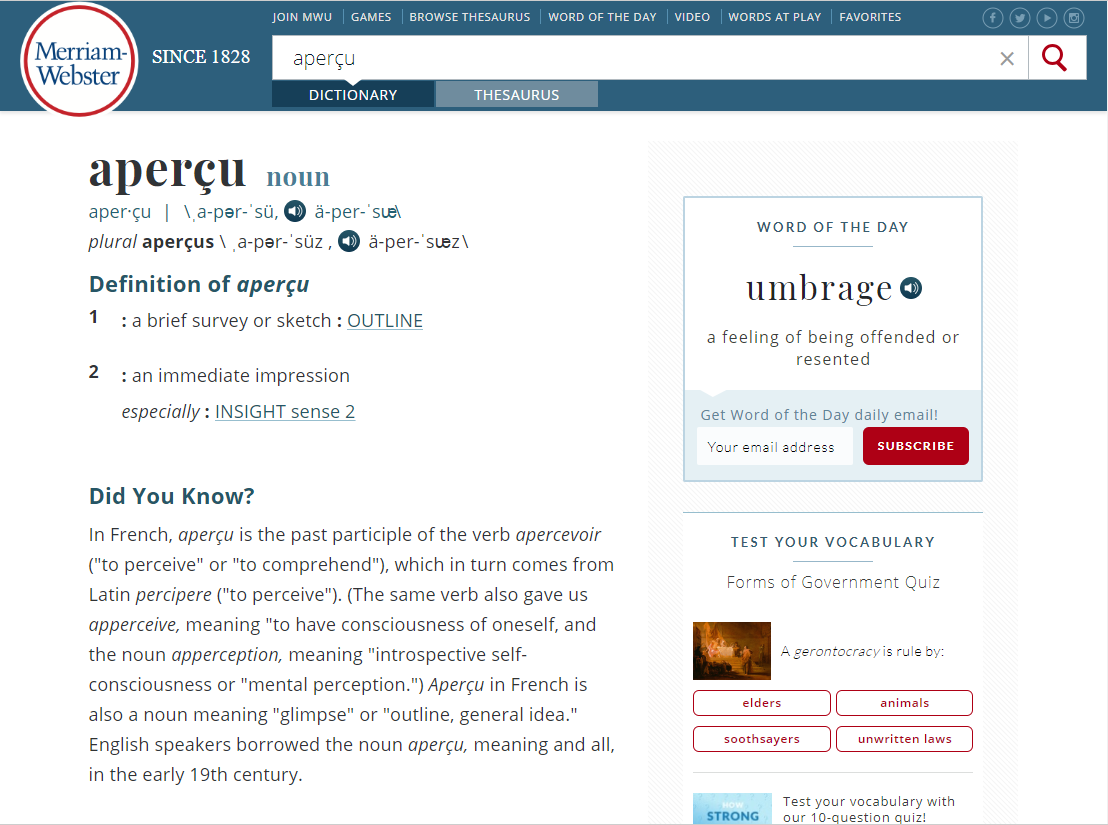 JOIN MWU GAMES BROWSE THESAURUS WORD OF THE DAY VIDEO WORDS AT PLAY FAVORITES
Merriam-
Webster
SINCE 1828
aperçu
DICTIONARY THESAURUS
aperçu noun
aper·çu | \ ˌa-pər-ˈsü, ä-per-ˈsᵫ\
plural aperçus \ ˌa-pər-ˈsüz , ä-per-ˈsᵫz\
Definition of aperçu
1 : a brief survey or sketch : OUTLINE
2 : an immediate impression
especially : INSIGHT sense 2
Did You Know?
In French, aperçu is the past participle of the verb apercevoir
("to perceive" or "to comprehend"), which in turn comes from
Latin percipere ("to perceive"). (The same verb also gave us
apperceive, meaning "to have consciousness of oneself, and
the noun apperception, meaning "introspective self-
consciousness or "mental perception.") Aperçu in French is
also a noun meaning "glimpse" or "outline, general idea."
English speakers borrowed the noun aperçu, meaning and all,
in the early 19th century.
WORD OF THE DAY
umbrage
a feeling of being offended or
resented
Get Word of the Day daily email!
Your email address SUBSCRIBE
TEST YOUR VOCABULARY
Forms of Government Quiz
A gerontocracy is rule by:
elders animals
soothsayers unwritten laws
HOW
STRONG
Test your vocabulary with
our 10-question quiz!